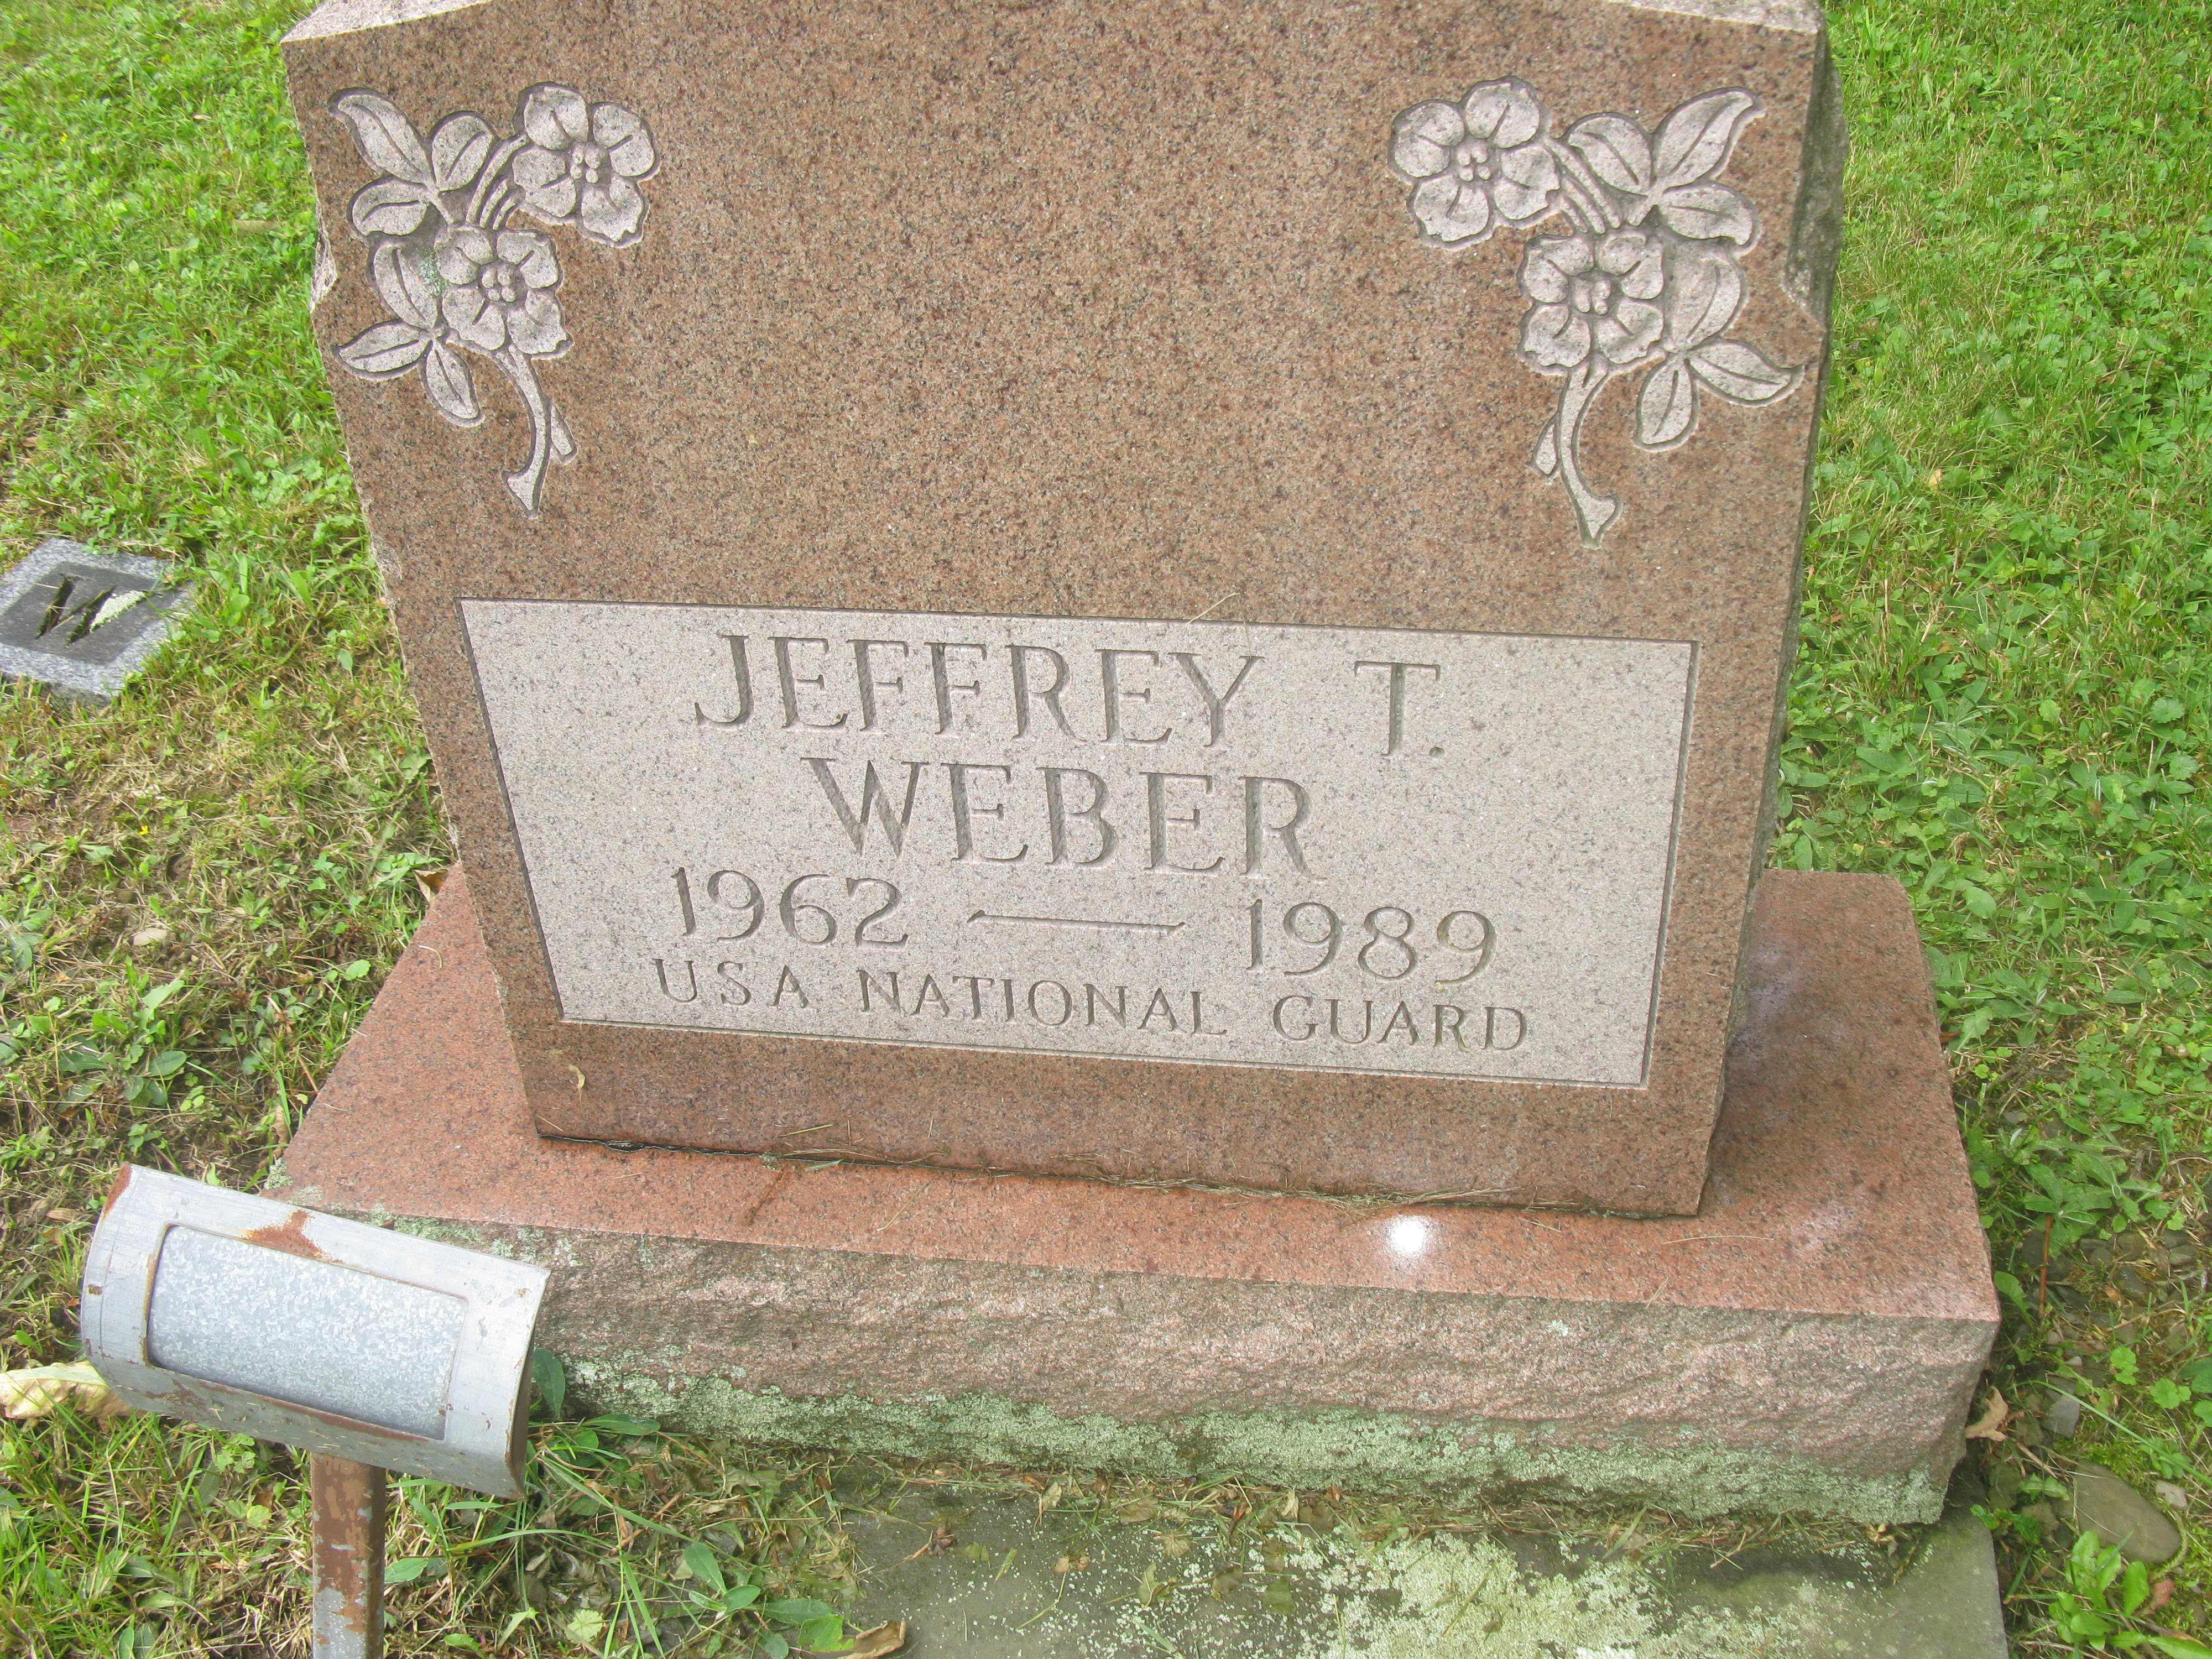 JEFFREY T.
WEBER
1962 — 1989
USA NATIONAL GUARD
W